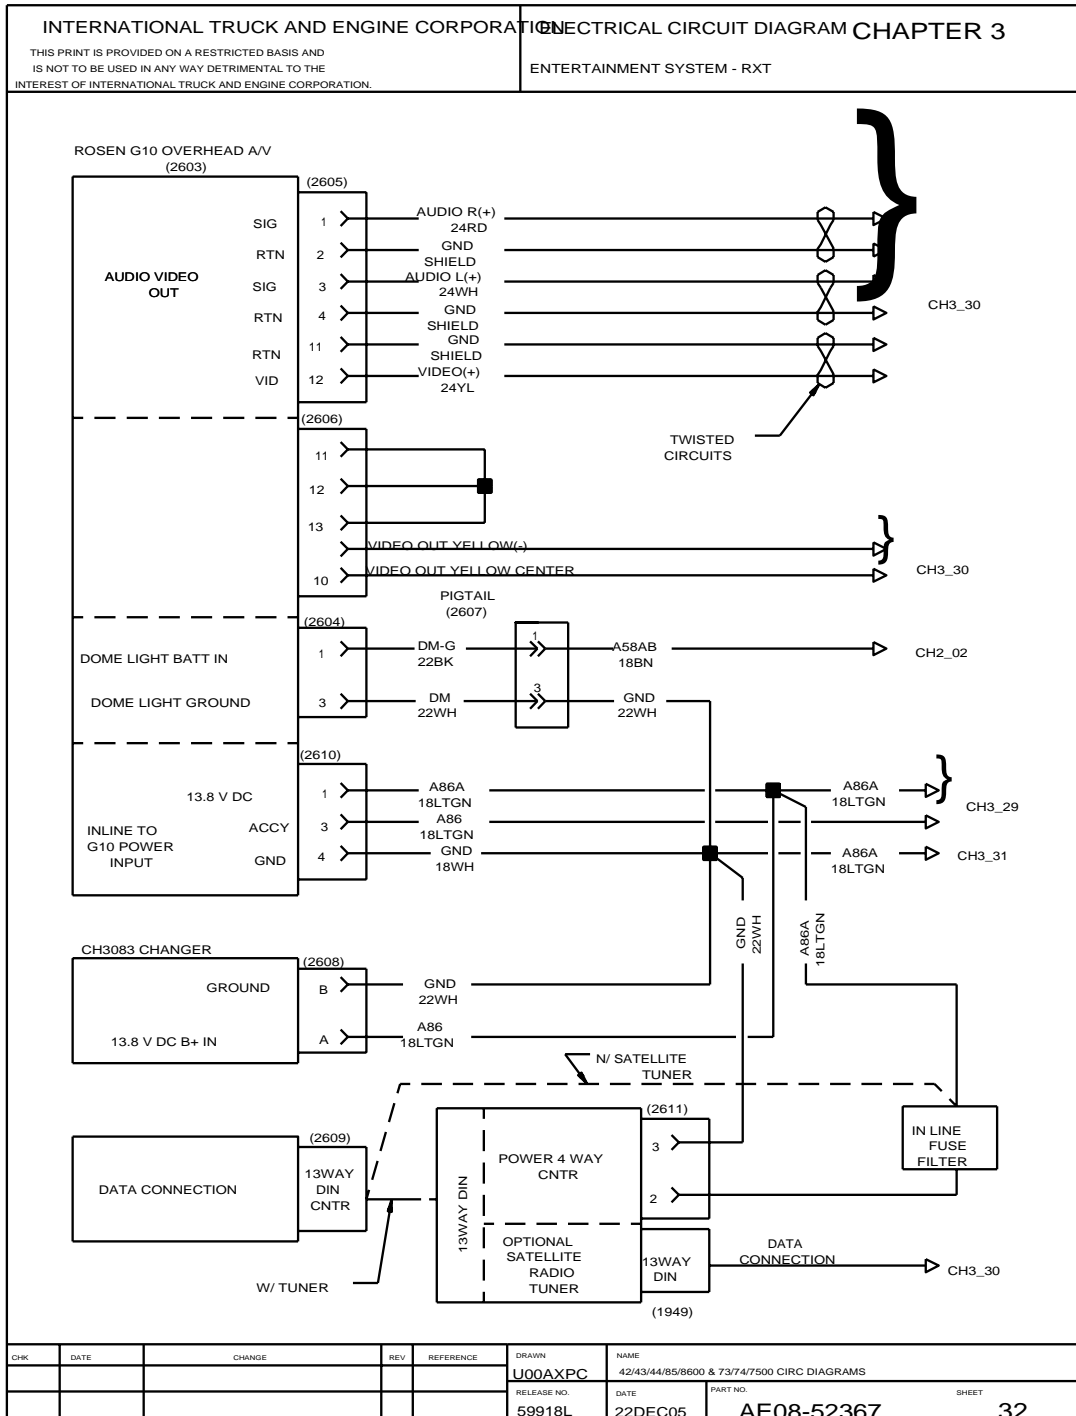 INTERNATIONAL TRUCK AND ENGINE CORPORATION
ELECTRICAL CIRCUIT DIAGRAM CHAPTER 3
THIS PRINT IS PROVIDED ON A RESTRICTED BASIS AND
IS NOT TO BE USED IN ANY WAY DETRIMENTAL TO THE
INTEREST OF INTERNATIONAL TRUCK AND ENGINE CORPORATION.
ENTERTAINMENT SYSTEM - RXT
ROSEN G10 OVERHEAD A/V
(2603)
(2605)
AUDIO VIDEO
OUT
SIG 1 AUDIO R(+)
24RD
RTN 2 GND
SHIELD
SIG 3 AUDIO L(+)
24WH
RTN 4 GND
SHIELD
RTN 11 GND
SHIELD
VID 12 VIDEO(+)
24YL
CH3_30
TWISTED
CIRCUITS
(2606)
11
12
13
VIDEO OUT YELLOW(-)
10 VIDEO OUT YELLOW CENTER
CH3_30
PIGTAIL
(2607)
(2604)
DOME LIGHT BATT IN 1 DM-G
22BK
1 A58AB
18BN
CH2_02
DOME LIGHT GROUND 3 DM
22WH
3 GND
22WH
(2610)
13.8 V DC 1 A86A
18LTGN
A86A
18LTGN
CH3_29
INLINE TO
G10 POWER
INPUT
ACCY 3 A86
18LTGN
GND 4 GND
18WH
A86A
18LTGN
CH3_31
GND
22WH
A86A
18LTGN
CH3083 CHANGER
(2608)
GROUND B GND
22WH
13.8 V DC B+ IN A A86
18LTGN
N/ SATELLITE
TUNER
(2609)
DATA CONNECTION
13WAY
DIN
CNTR
W/ TUNER
13WAY DIN
(2611)
POWER 4 WAY
CNTR
3
2
IN LINE
FUSE
FILTER
OPTIONAL
SATELLITE
RADIO
TUNER
13WAY
DIN
DATA
CONNECTION
CH3_30
(1949)
CHK DATE CHANGE REV REFERENCE
DRAWN
U00AXPC
NAME
42/43/44/85/8600 & 73/74/7500 CIRC DIAGRAMS
RELEASE NO.
59918L
DATE
22DEC05
PART NO.
AE08-52367
SHEET
32